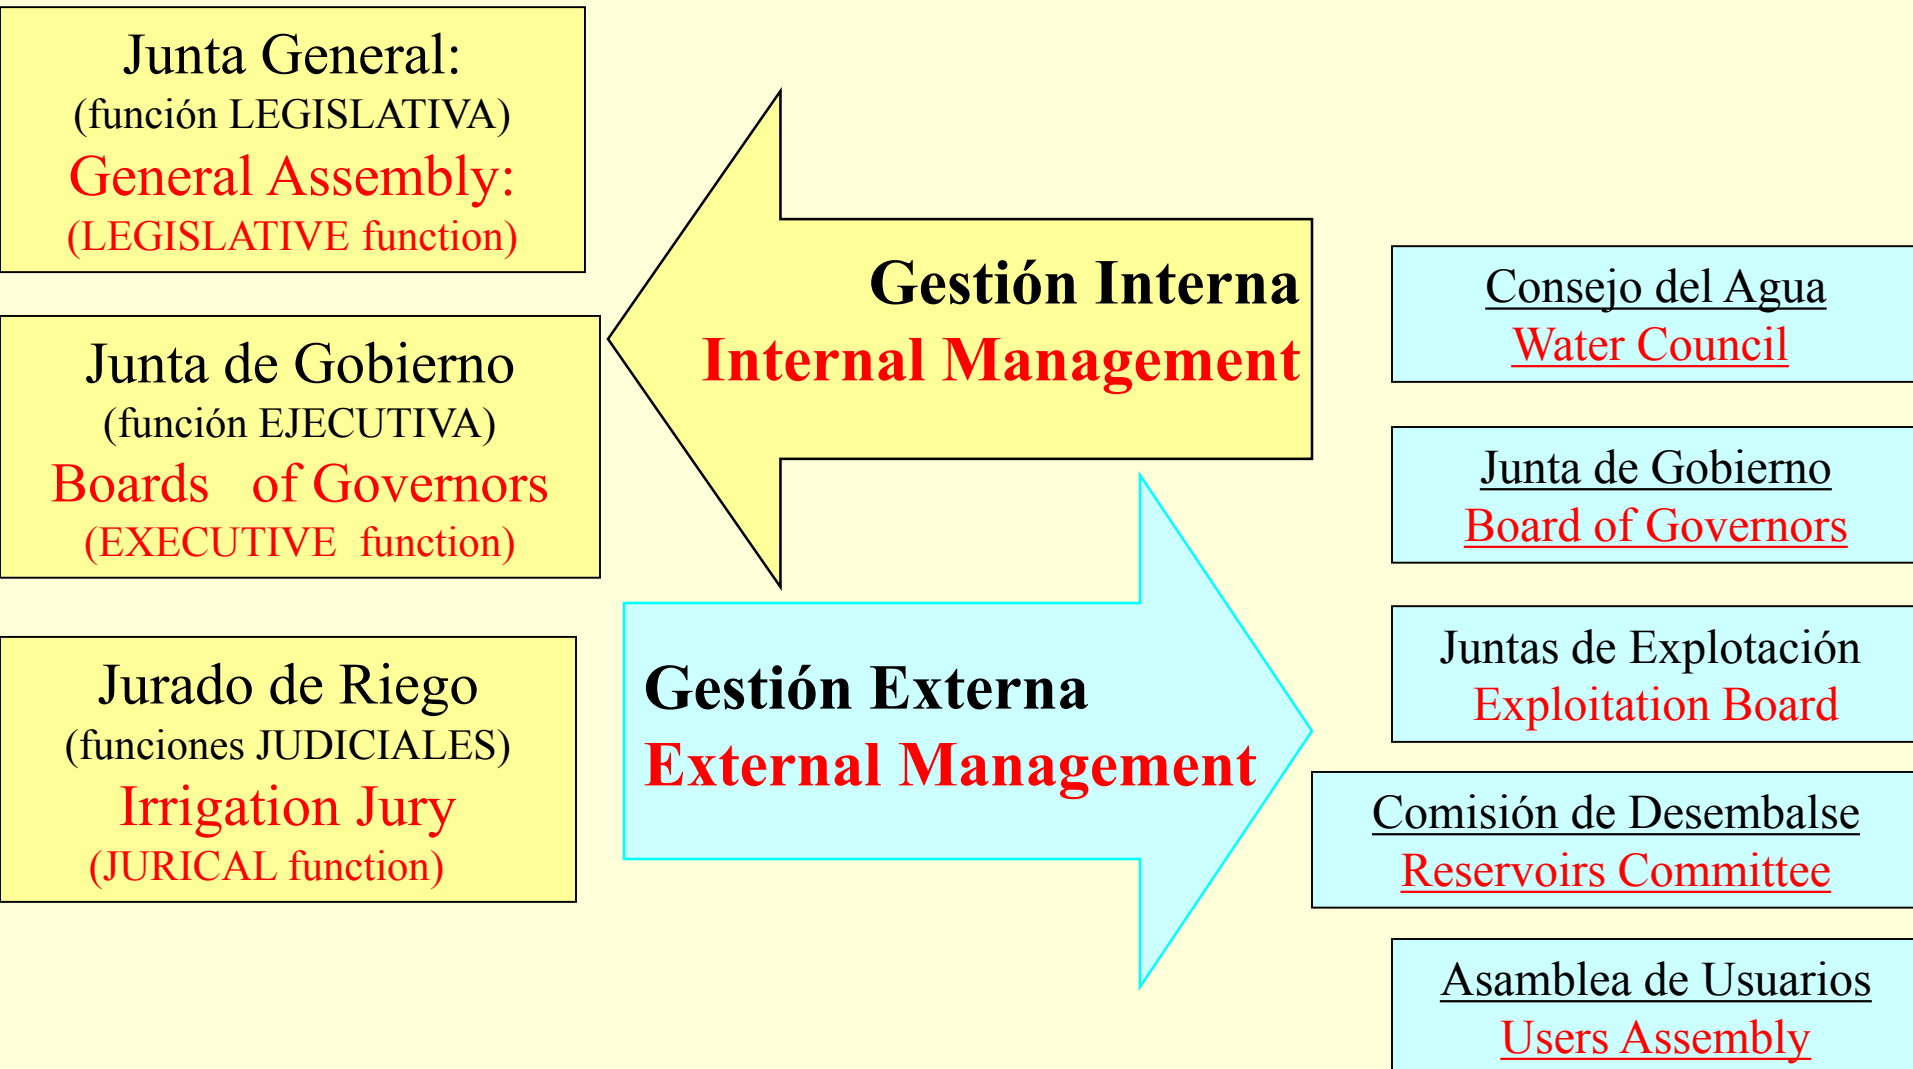 Junta General:
(función LEGISLATIVA)
General Assembly:
(LEGISLATIVE function)
Junta de Gobierno
(función EJECUTIVA)
Boards of Governors
(EXECUTIVE function)
Jurado de Riego
(funciones JUDICIALES)
Irrigation Jury
(JURICAL function)
Gestión Interna
Internal Management
Gestión Externa
External Management
Consejo del Agua
Water Council
Junta de Gobierno
Board of Governors
Juntas de Explotación
Exploitation Board
Comisión de Desembalse
Reservoirs Committee
Asamblea de Usuarios
Users Assembly